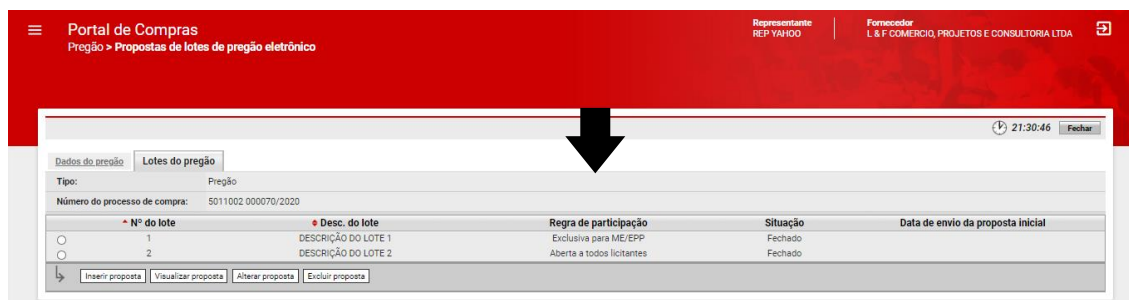 Portal de Compras
Pregão > Propostas de lotes de pregão eletrônico
Representante
REP YAHOO
Fornecedor
L & F COMERCIO, PROJETOS E CONSULTORIA LTDA
21:30:46 Fechar
Dados do pregão Lotes do pregão
Tipo: Pregão
Número do processo de compra: 5011002 000070/2020
Nº do lote Desc. do lote Regra de participação Situação Data de envio da proposta inicial
1 DESCRIÇÃO DO LOTE 1 Exclusiva para ME/EPP Fechado
2 DESCRIÇÃO DO LOTE 2 Aberta a todos licitantes Fechado
Inserir proposta Visualizar proposta Alterar proposta Excluir proposta